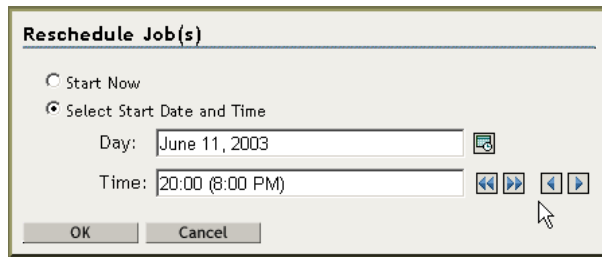 Reschedule Job(s)
Start Now
Select Start Date and Time
Day: June 11, 2003
Time: 20:00 (8:00 PM)
OK Cancel